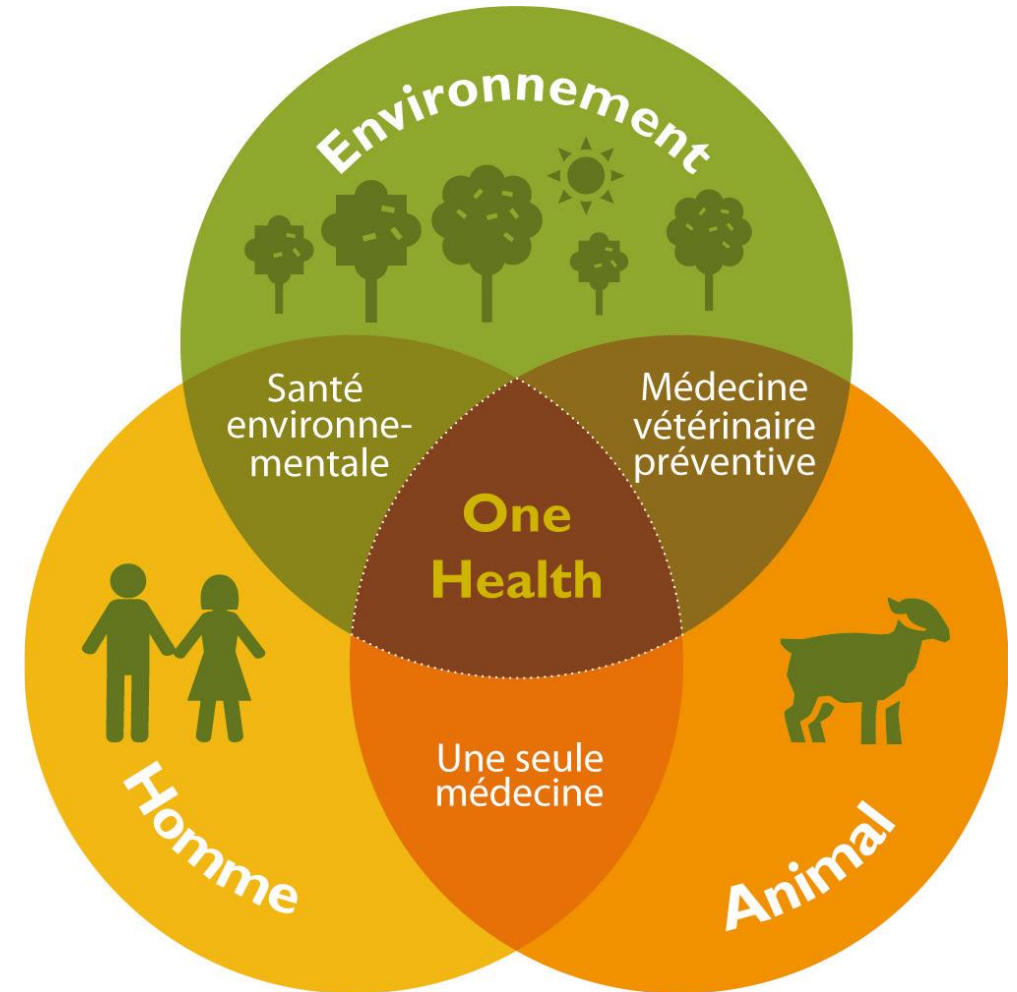 Environnement
Santé
environne-
mentale
Médecine
vétérinaire
préventive
One
Health
Une seule
médecine
Homme
Animal